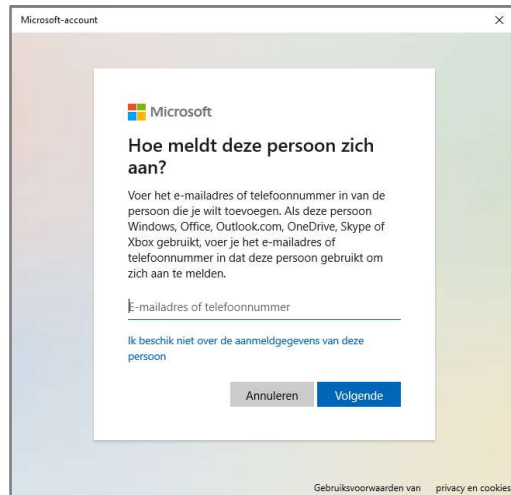 Microsoft-account
Microsoft
Hoe meldt deze persoon zich
aan?
Voer het e-mailadres of telefoonnummer in van de
persoon die je wilt toevoegen. Als deze persoon
Windows, Office, Outlook.com, OneDrive, Skype of
Xbox gebruikt, voer je het e-mailadres of
telefoonnummer in dat deze persoon gebruikt om
zich aan te melden.
E-mailadres of telefoonnummer
Ik beschik niet over de aanmeldgegevens van deze
persoon
Annuleren Volgende
Gebruiksvoorwaarden van privacy en cookies